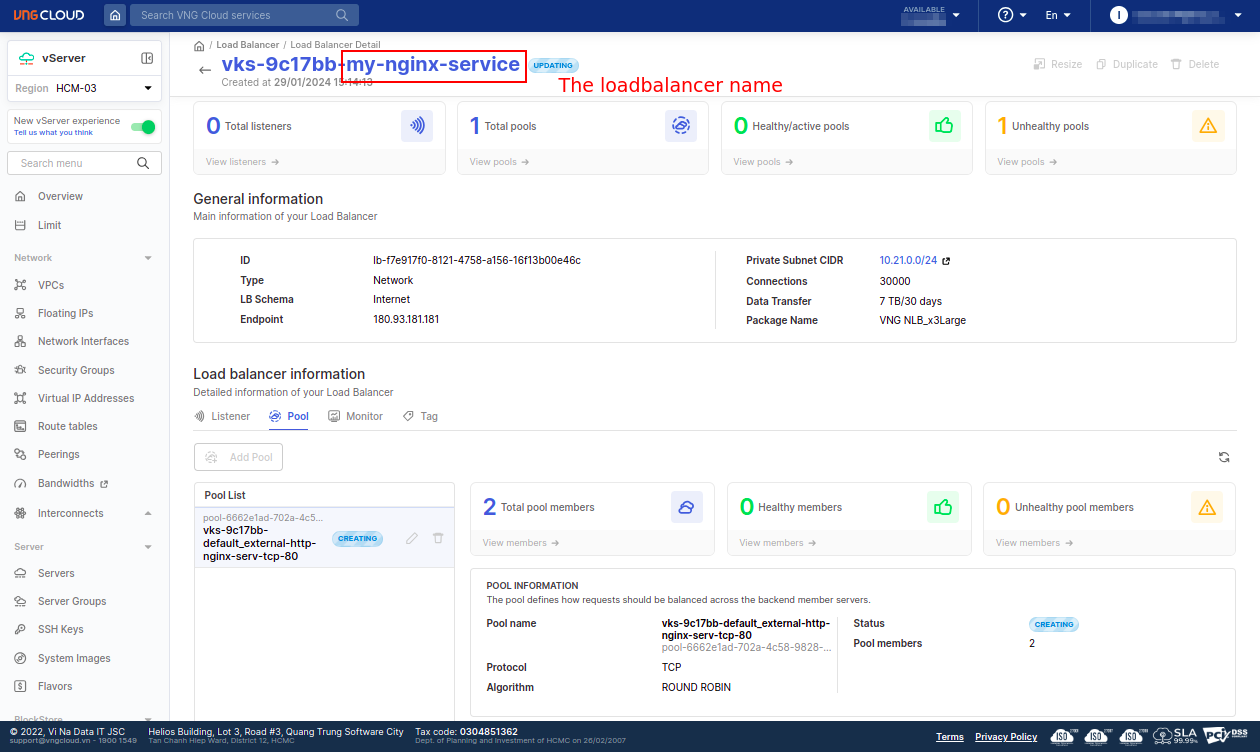 VNG CLOUD
Search VNG Cloud services
AVAILABLE
En
I
vServer
Region HCM-03
New vServer experience
Tell us what you think
Search menu
Overview
Limit
Network
VPCs
Floating IPs
Network Interfaces
Security Groups
Virtual IP Addresses
Route tables
Peerings
Bandwidths
Interconnects
Server
Servers
Server Groups
SSH Keys
System Images
Flavors
BlockStore
/ Load Balancer / Load Balancer Detail
vks-9c17bb-my-nginx-service UPDATING
Created at 29/01/2024 15:14:13
The loadbalancer name
Resize Duplicate Delete
0 Total listeners
View listeners
1 Total pools
View pools
0 Healthy/active pools
View pools
1 Unhealthy pools
View pools
General information
Main information of your Load Balancer
ID lb-f7e917f0-8121-4758-a156-16f13b00e46c
Type Network
LB Schema Internet
Endpoint 180.93.181.181
Private Subnet CIDR 10.21.0.0/24
Connections 30000
Data Transfer 7 TB/30 days
Package Name VNG NLB_x3Large
Load balancer information
Detailed information of your Load Balancer
Listener Pool Monitor Tag
Add Pool
Pool List
pool-6662e1ad-702a-4c5...
vks-9c17bb-
default_external-http-
nginx-serv-tcp-80
CREATING
2 Total pool members
View members
0 Healthy members
View members
0 Unhealthy pool members
View members
POOL INFORMATION
The pool defines how requests should be balanced across the backend member servers.
Pool name vks-9c17bb-default_external-http-
nginx-serv-tcp-80
pool-6662e1ad-702a-4c58-9828-...
Protocol TCP
Algorithm ROUND ROBIN
Status CREATING
Pool members 2
© 2022, Vi Na Data IT JSC
support@vngcloud.vn - 1900 1549
Helios Building, Lot 3, Road #3, Quang Trung Software City
Tan Chanh Hiep Ward, District 12, HCMC
Tax code: 0304851362
Dept. of Planning and Investment of HCMC on 26/02/2007
Terms Privacy Policy
ISO ISO ISO SLA 99.99% PCI DSS